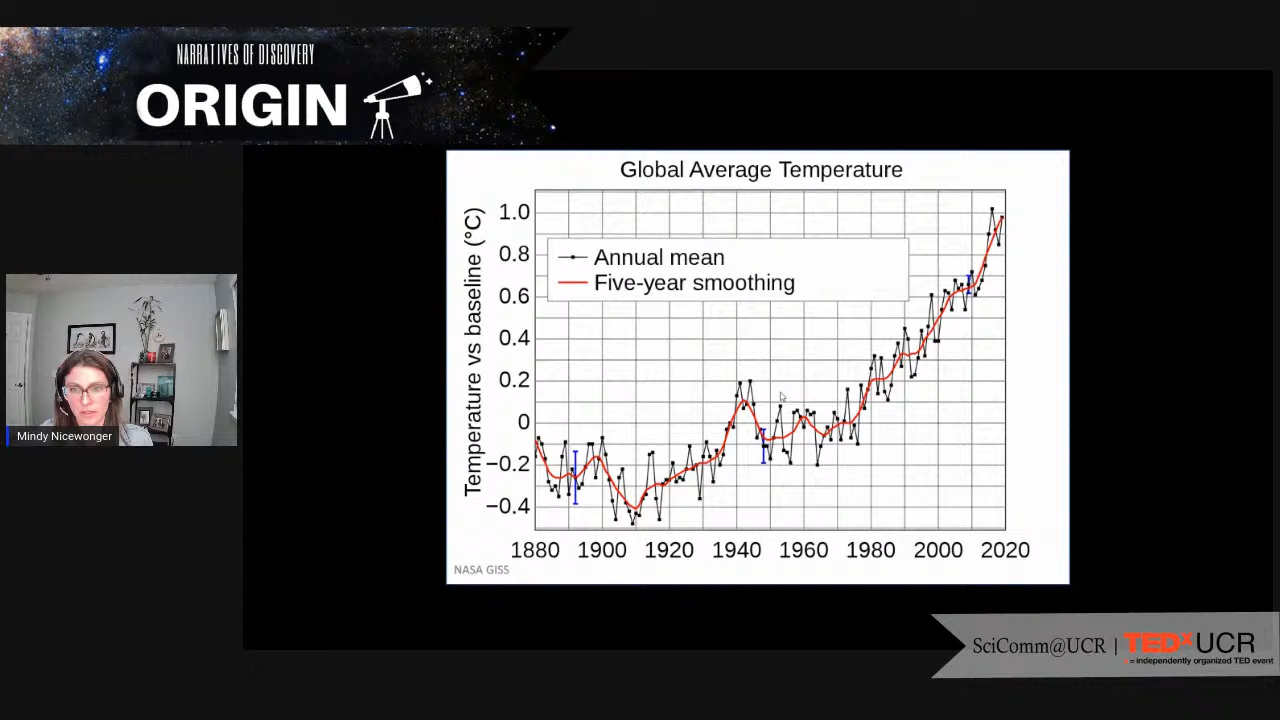 NARRATIVES OF DISCOVERY
ORIGIN
Global Average Temperature
Temperature vs baseline (°C)
1.0
0.8
0.6
0.4
0.2
0
−0.2
−0.4
Annual mean
Five-year smoothing
1880 1900 1920 1940 1960 1980 2000 2020
NASA GISS
Mindy Nicewonger
SciComm@UCR | TEDxUCR
x = independently organized TED event